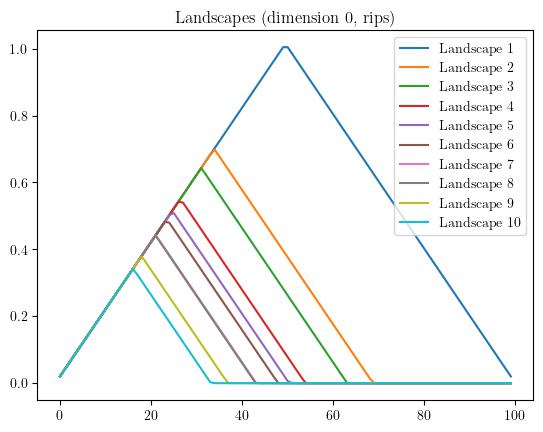 Landscapes (dimension 0, rips)
1.0
0.8
0.6
0.4
0.2
0.0
0 20 40 60 80 100
Landscape 1
Landscape 2
Landscape 3
Landscape 4
Landscape 5
Landscape 6
Landscape 7
Landscape 8
Landscape 9
Landscape 10